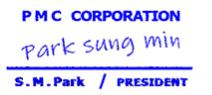 PMC CORPORATION
park sung min
S.M.Park / PRESIDENT